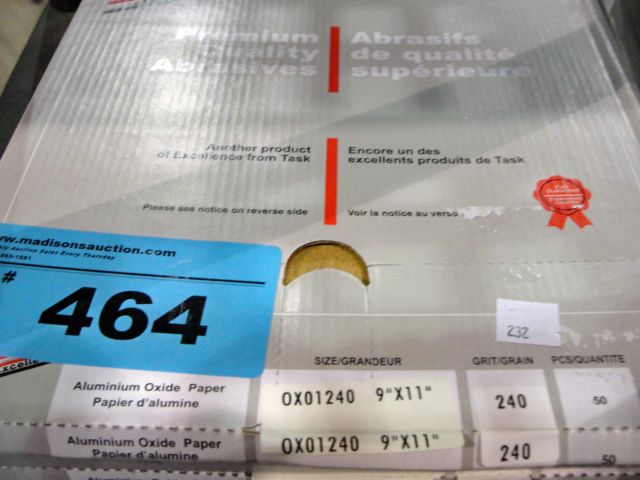 Premium
Quality
Abrasives
Abrasifs
de qualité
supérieure
Another product
of Excellence from Task
Encore un des
excellents produits de Task
Please see notice on reverse side
Voir la notice au verso
www.madisonsauction.com
# 464
232
SIZE/GRANDEUR GRIT/GRAIN PCS/QUANTITE
Aluminium Oxide Paper
Papier d'alumine
OX01240 9"X11" 240 50
Aluminium Oxide Paper
Papier d'alumine
OX01240 9"X11" 240 50